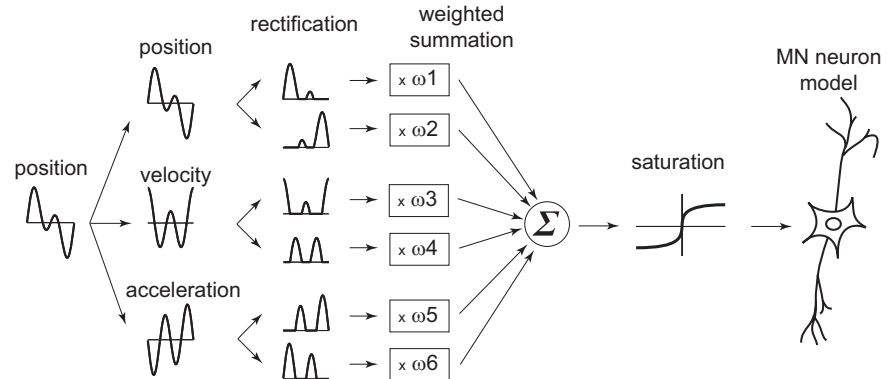 position
velocity
acceleration
position
rectification
weighted
summation
x ω1
x ω2
x ω3
x ω4
x ω5
x ω6
Σ
saturation
MN neuron
model